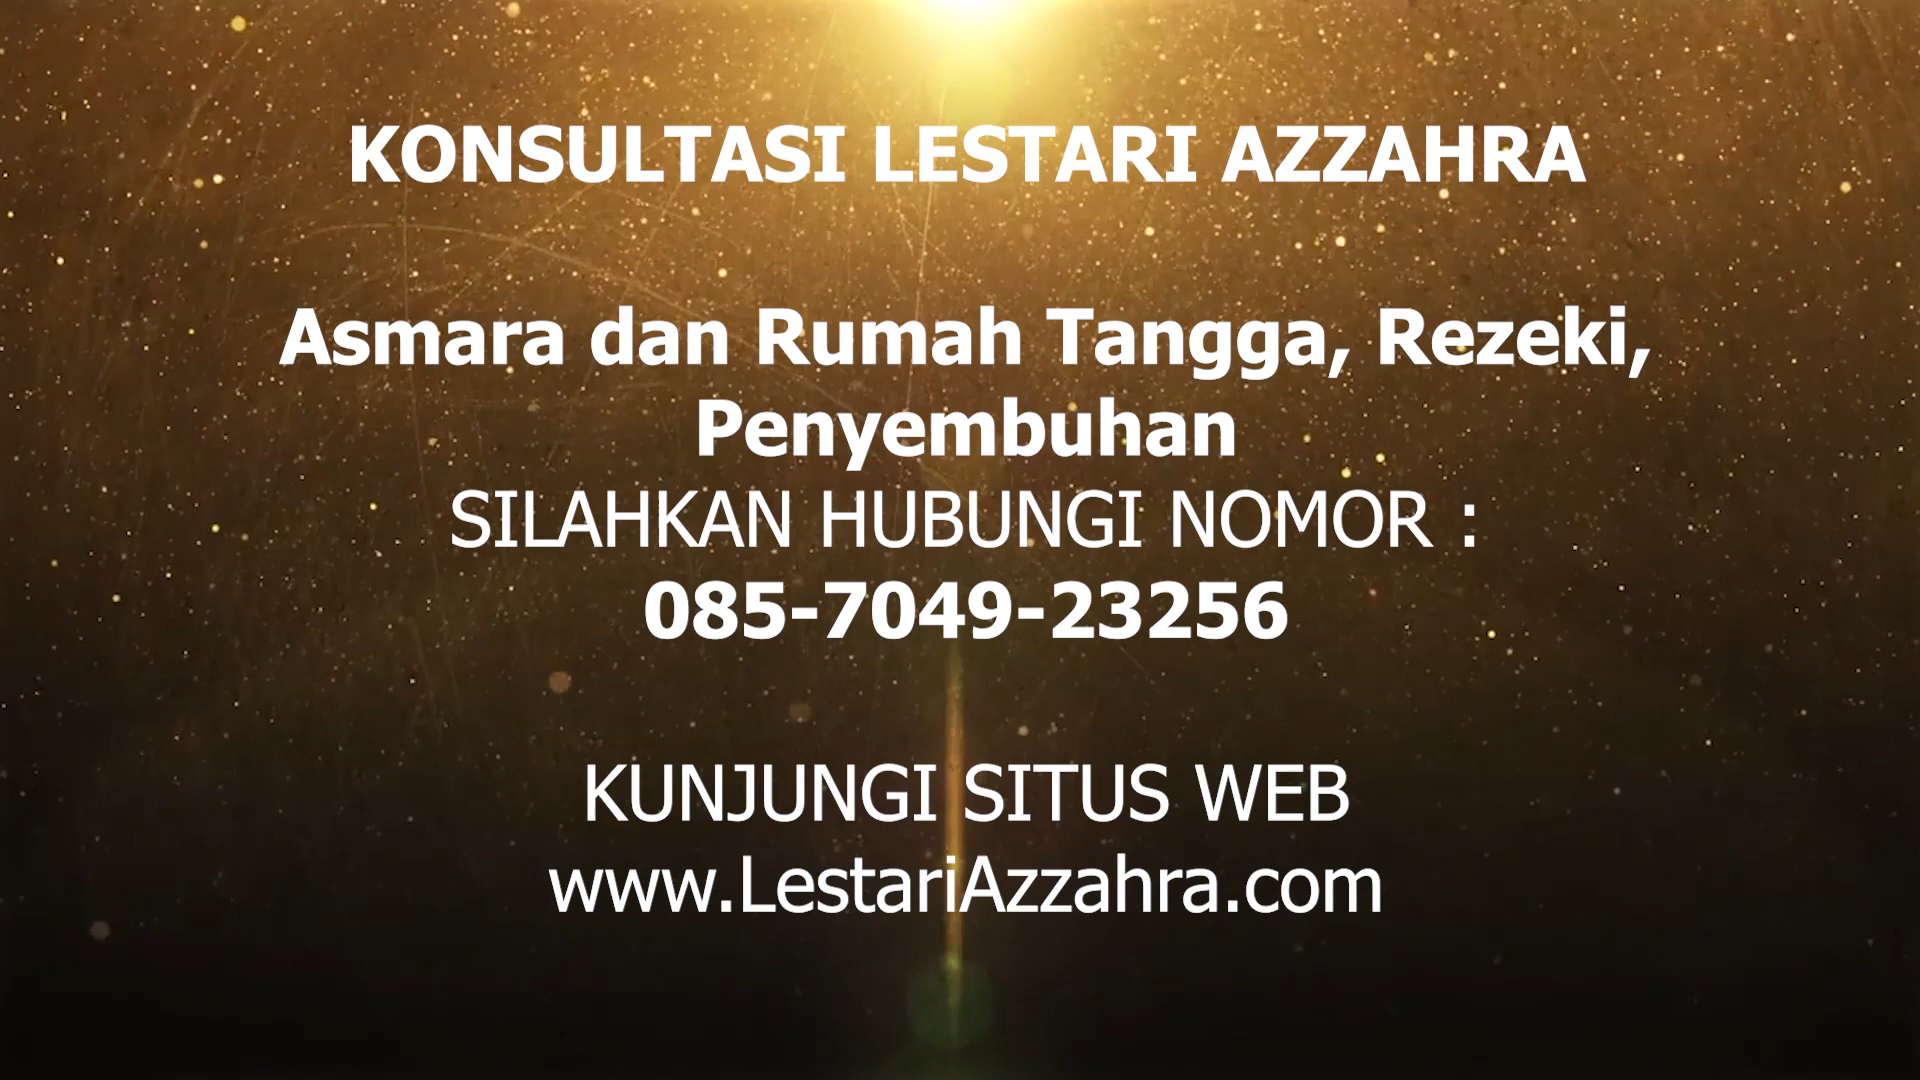 KONSULTASI LESTARI AZZAHRA
Asmara dan Rumah Tangga, Rezeki,
Penyembuhan
SILAHKAN HUBUNGI NOMOR :
085-7049-23256
KUNJUNGI SITUS WEB
www.LestariAzzahra.com